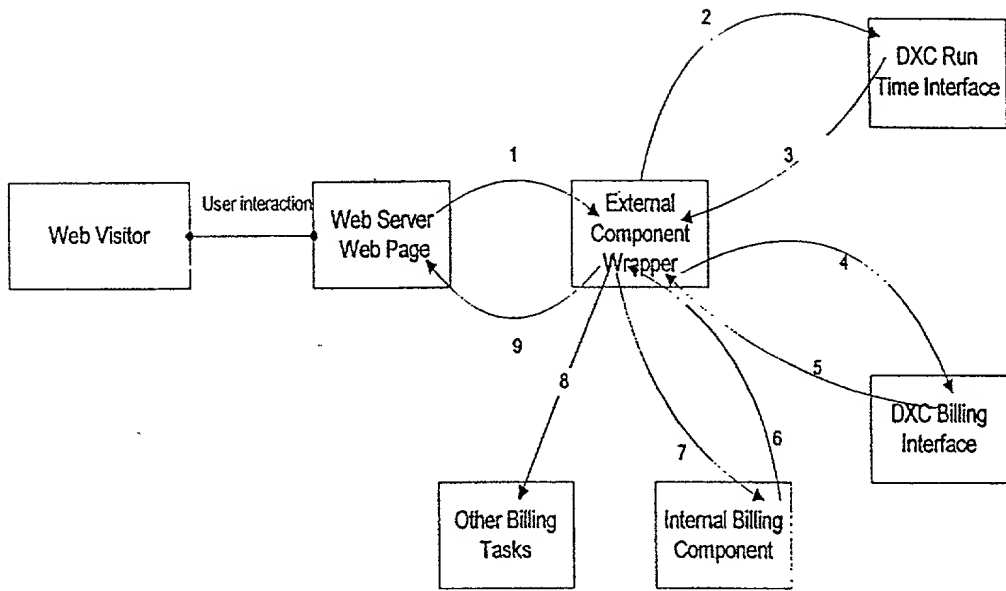 2
DXC Run
Time Interface
1
3
User interaction
Web Visitor
Web Server
Web Page
External
Component
Wrapper
4
9
8
5
7
6
DXC Billing
Interface
Other Billing
Tasks
Internal Billing
Component